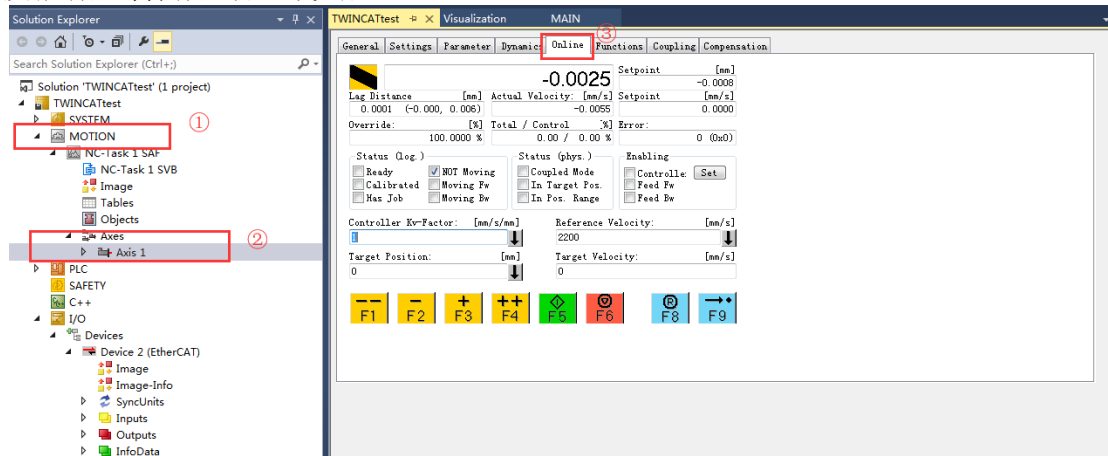 Solution Explorer
Search Solution Explorer (Ctrl+;)
Solution 'TWINCATtest' (1 project)
TWINCATtest
SYSTEM
①
MOTION
NC-Task 1 SAF
NC-Task 1 SVB
Image
Tables
Objects
Axes
②
Axis 1
PLC
SAFETY
C++
I/O
Devices
Device 2 (EtherCAT)
Image
Image-Info
SyncUnits
Inputs
Outputs
InfoData
TWINCATtest Visualization MAIN
③
General Settings Parameter Dynamics Online Functions Coupling Compensation
Setpoint [nm]
-0.0025 -0.0008
Lag Distance [nm] Actual Velocity: [mm/s] Setpoint [mm/s]
0.0001 (-0.000, 0.006) -0.0055 0.0000
Override: [%] Total / Control [%] Error:
100.0000 % 0.00 / 0.00 % 0 (0x0)
Status (log.) Status (phys.) Enabling
Ready NOT Moving Coupled Mode Controlle: Set
Calibrated Moving Fw In Target Pos. Feed Fw
Has Job Moving Bw In Pos. Range Feed Bw
Controller Kv-Factor: [mm/s/mm] Reference Velocity: [mm/s]
1 2200
Target Position: [mm] Target Velocity: [mm/s]
0 0
-- - + ++ R
F1 F2 F3 F4 F5 F6 F8 F9